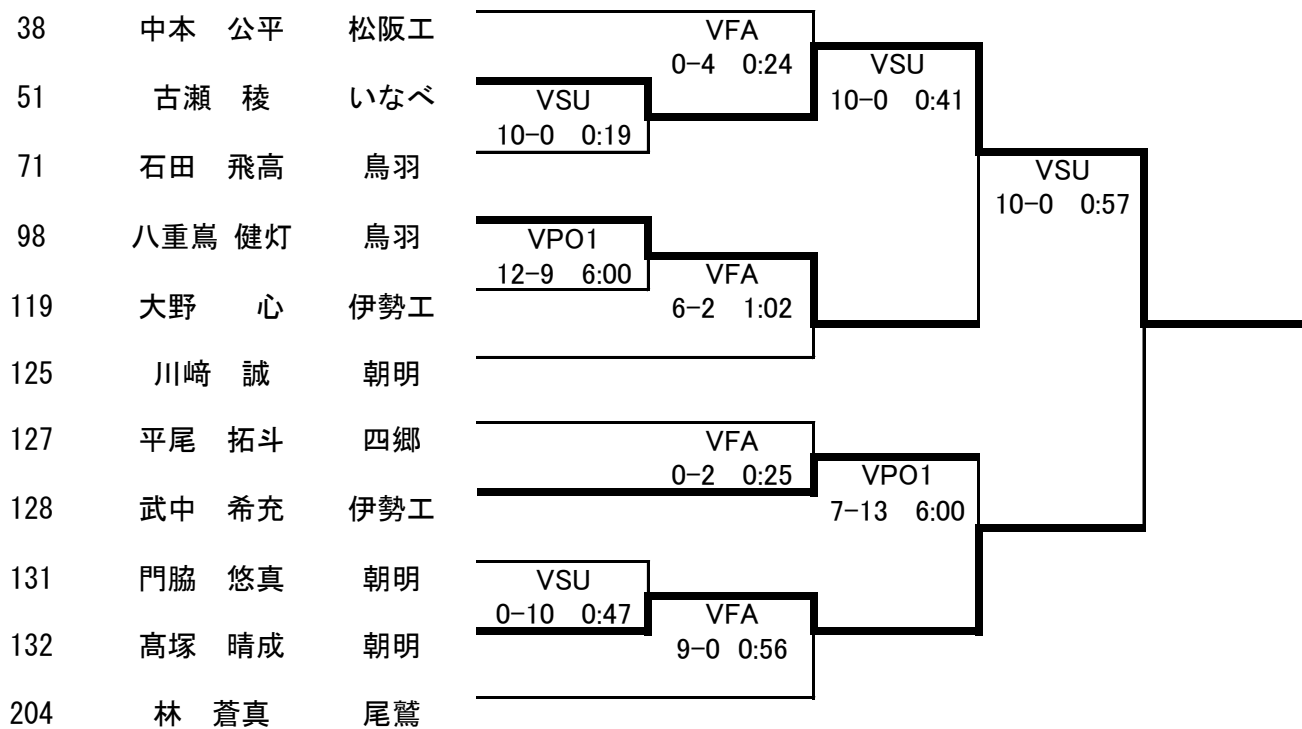 38 中本 公平 松阪工
VFA
0-4 0:24
VSU
10-0 0:41
51 古瀬 稜 いなべ
VSU
10-0 0:19
71 石田 飛高 鳥羽
VSU
10-0 0:57
98 八重嶌 健灯 鳥羽
VPO1
12-9 6:00
VFA
6-2 1:02
119 大野 心 伊勢工
125 川﨑 誠 朝明
127 平尾 拓斗 四郷
VFA
0-2 0:25
VPO1
7-13 6:00
128 武中 希充 伊勢工
131 門脇 悠真 朝明
VSU
0-10 0:47
VFA
9-0 0:56
132 髙塚 晴成 朝明
204 林 蒼真 尾鷲